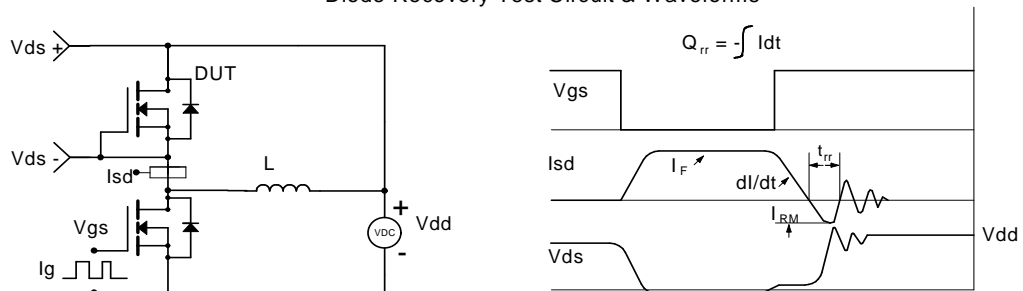 Diode Recovery Test Circuit & Waveforms
Vds +
DUT
Vds -
Isd
L
Vgs
Ig
+
VDC
-
Vdd
Q rr = -∫ Idt
Vgs
Isd
I F
dI/dt
t rr
I RM
Vdd
Vds